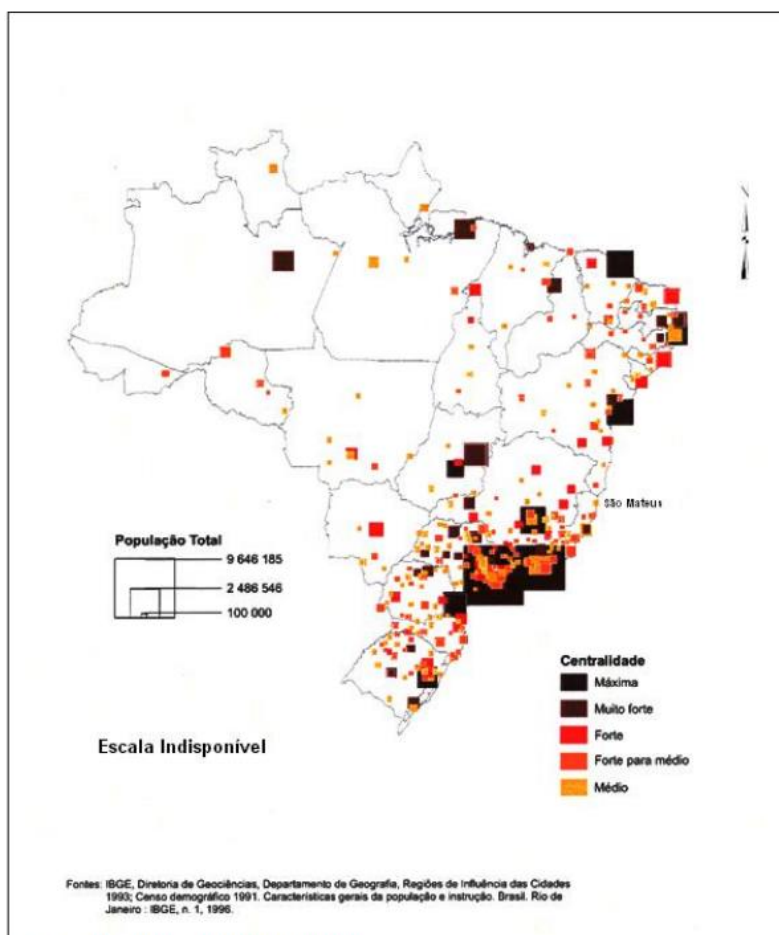 São Mateus
População Total
9 646 185
2 486 546
100 000
Centralidade
Máxima
Muito forte
Forte
Forte para médio
Médio
Escala Indisponível
Fontes: IBGE, Diretoria de Geociências, Departamento de Geografia, Regiões de Influência das Cidades
1993; Censo demográfico 1991. Características gerais da população e instrução. Brasil. Rio de
Janeiro : IBGE, n. 1, 1996.